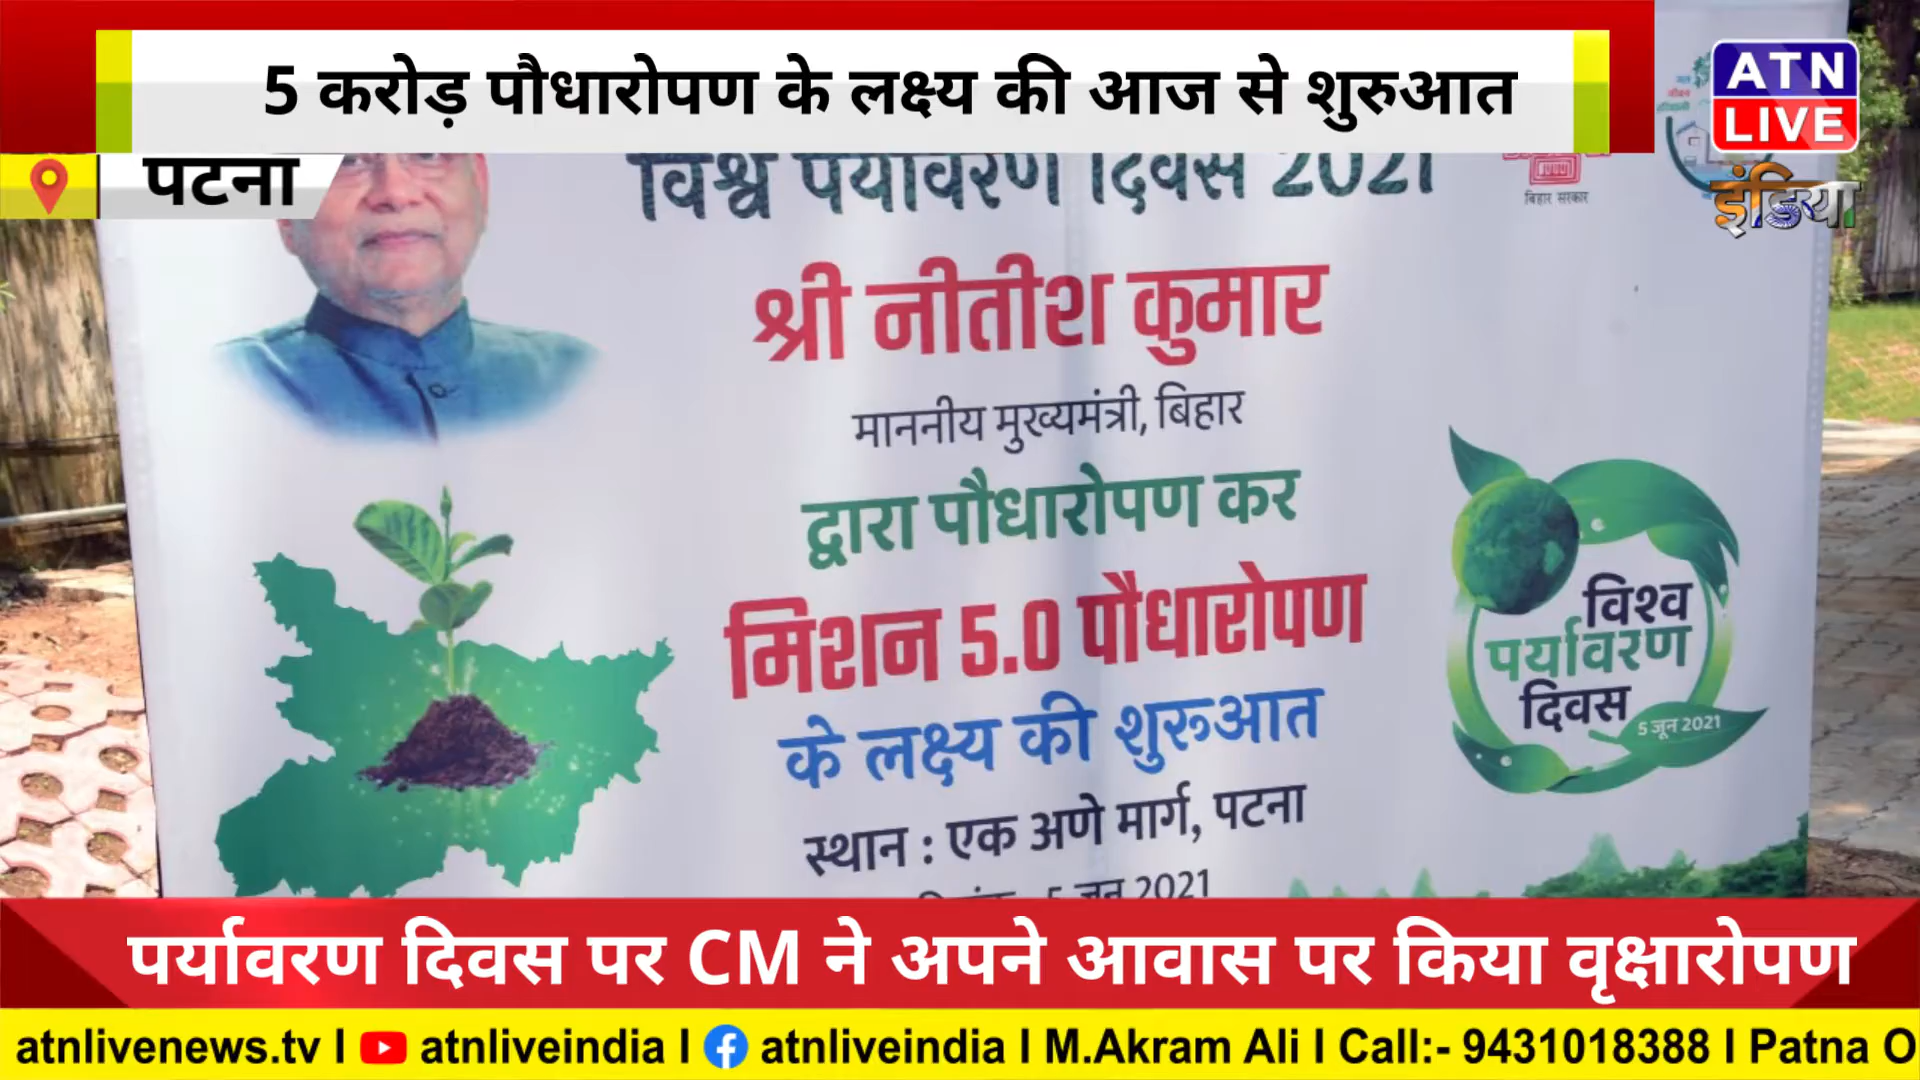 5 करोड़ पौधारोपण के लक्ष्य की आज से शुरुआत
ATN
LIVE
इंडिया
पटना
विश्व पर्यावरण दिवस 2021
बिहार सरकार
श्री नीतीश कुमार
माननीय मुख्यमंत्री, बिहार
द्वारा पौधारोपण कर
मिशन 5.0 पौधारोपण
के लक्ष्य की शुरूआत
स्थान : एक अणे मार्ग, पटना
दिनांक : 5 जून 2021
विश्व
पर्यावरण
दिवस
5 जून 2021
पर्यावरण दिवस पर CM ने अपने आवास पर किया वृक्षारोपण
atnlivenews.tv I atnliveindia I atnliveindia I M.Akram Ali I Call:- 9431018388 I Patna O